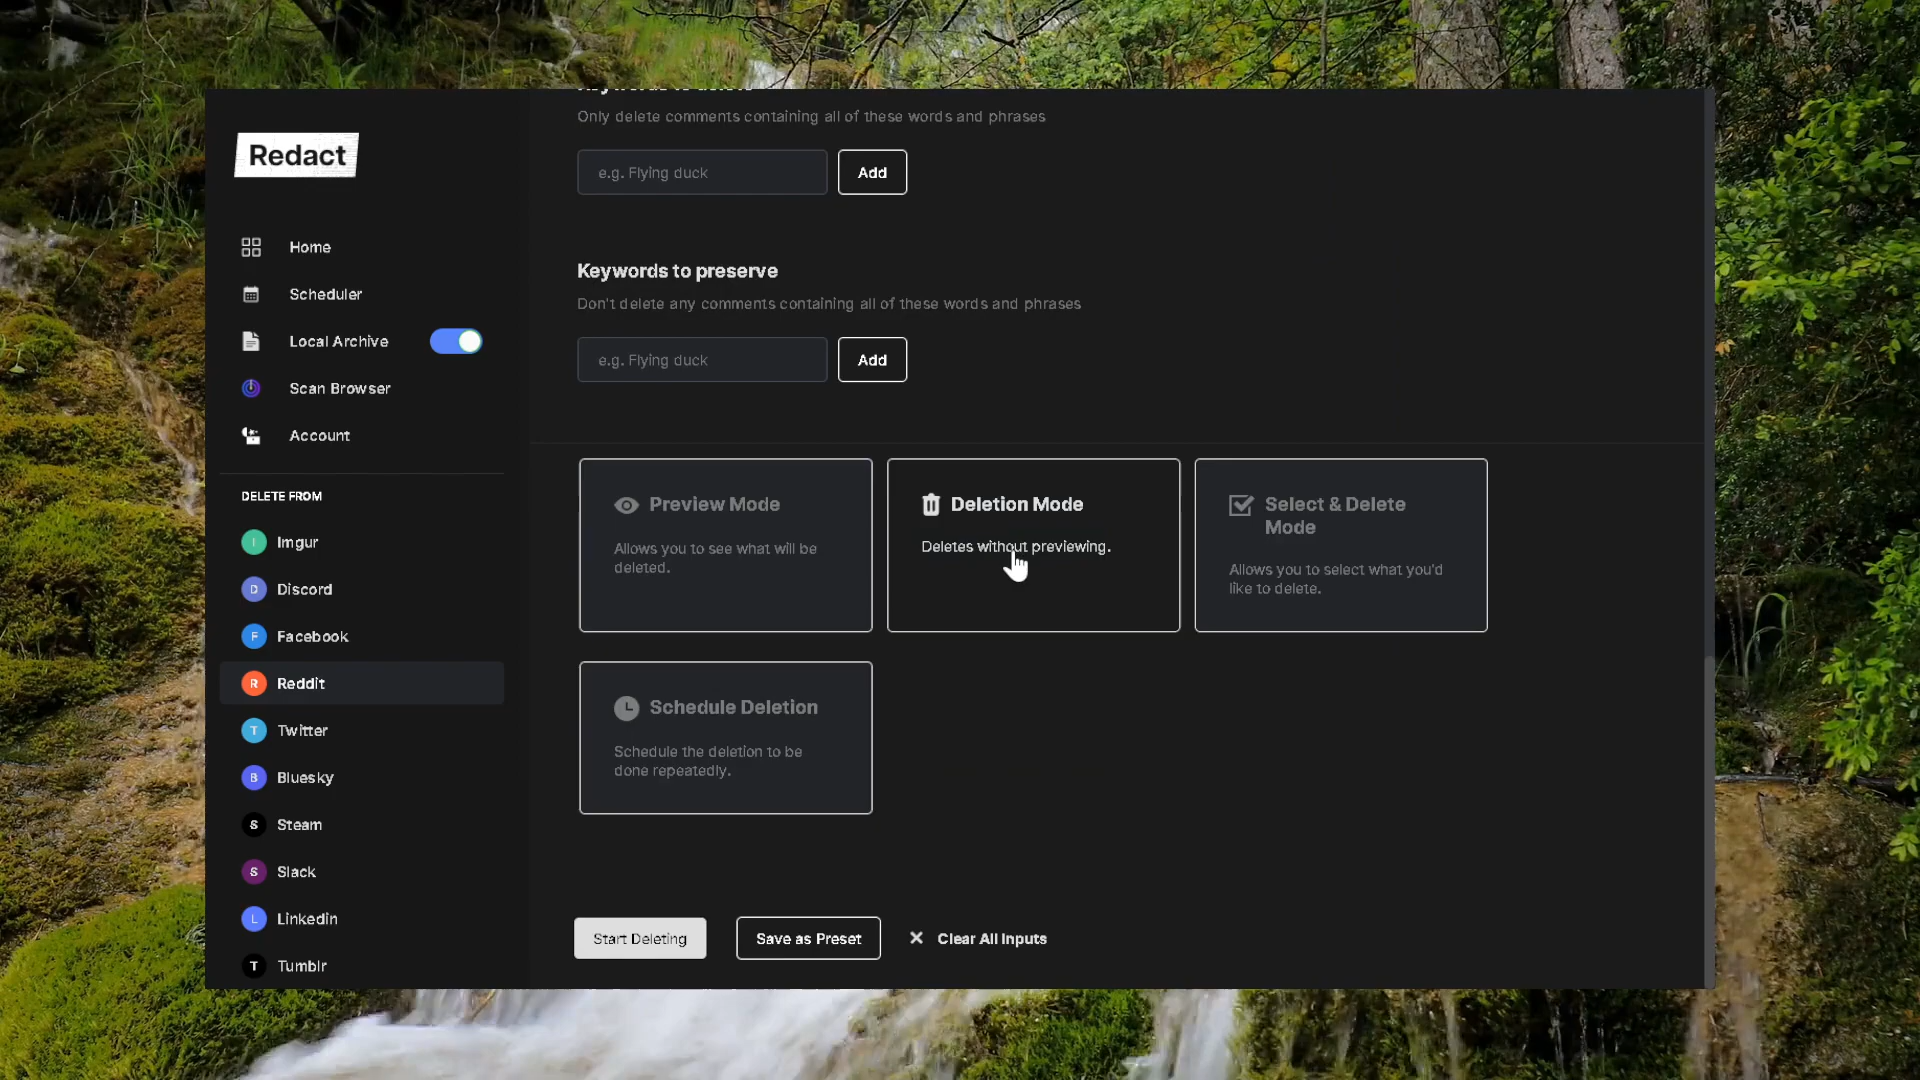 Redact
Home
Scheduler
Local Archive
Scan Browser
Account
DELETE FROM
I Imgur
D Discord
F Facebook
R Reddit
T Twitter
B Bluesky
S Steam
S Slack
L Linkedin
T Tumblr
Only delete comments containing all of these words and phrases
e.g. Flying duck
Add
Keywords to preserve
Don't delete any comments containing all of these words and phrases
e.g. Flying duck
Add
Preview Mode
Allows you to see what will be
deleted.
Deletion Mode
Deletes without previewing.
Select & Delete
Mode
Allows you to select what you'd
like to delete.
Schedule Deletion
Schedule the deletion to be
done repeatedly.
Start Deleting
Save as Preset
Clear All Inputs